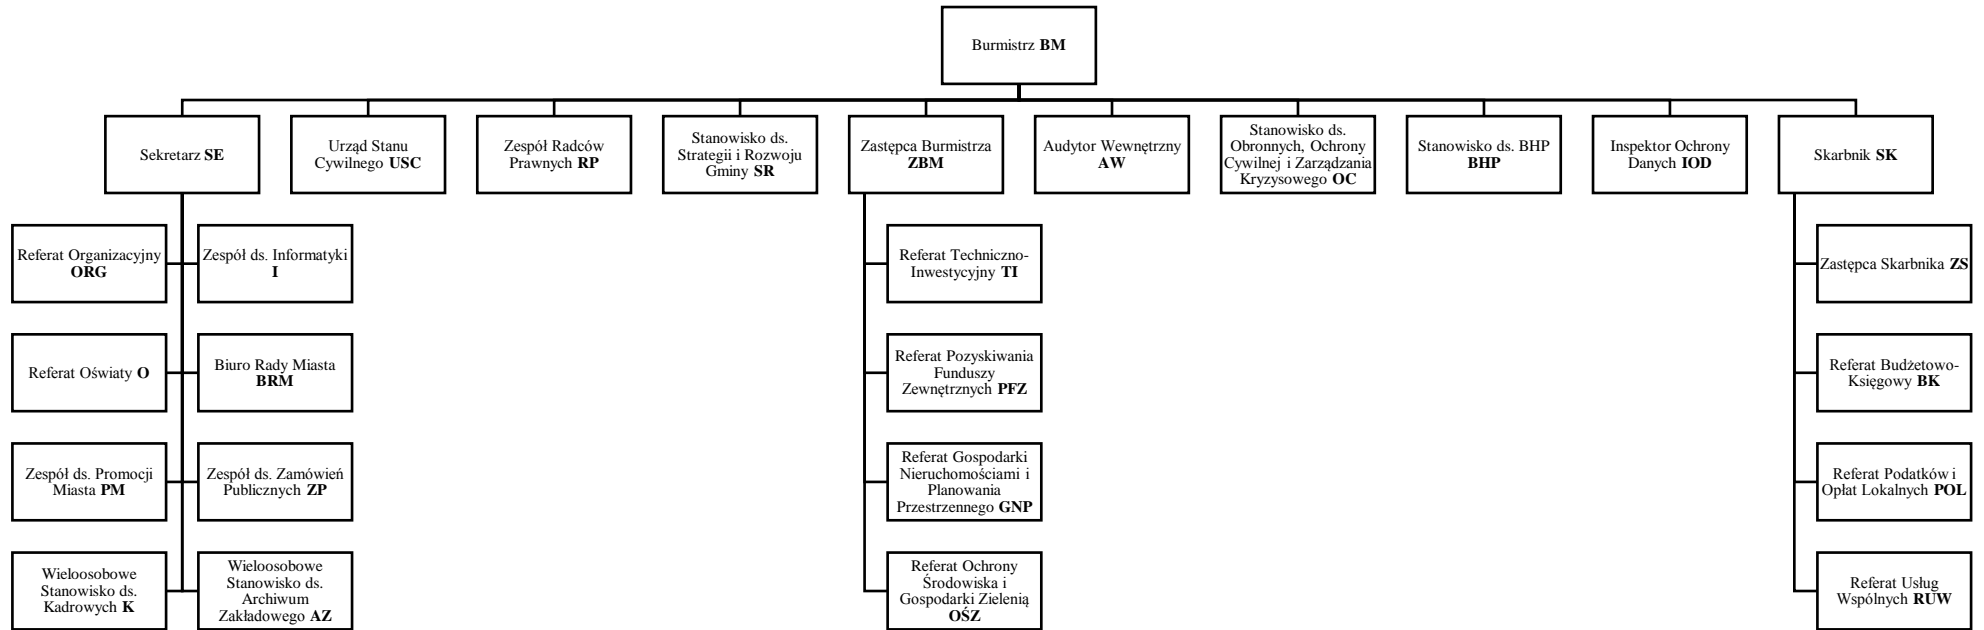 Burmistrz BM
Sekretarz SE
Urząd Stanu
Cywilnego USC
Zespół Radców
Prawnych RP
Stanowisko ds.
Strategii i Rozwoju
Gminy SR
Zastępca Burmistrza
ZBM
Audytor Wewnętrzny
AW
Stanowisko ds.
Obronnych, Ochrony
Cywilnej i Zarządzania
Kryzysowego OC
Stanowisko ds. BHP
BHP
Inspektor Ochrony
Danych IOD
Skarbnik SK
Referat Organizacyjny
ORG
Zespół ds. Informatyki
I
Referat Techniczno-
Inwestycyjny TI
Zastępca Skarbnika ZS
Referat Oświaty O
Biuro Rady Miasta
BRM
Referat Pozyskiwania
Funduszy
Zewnętrznych PFZ
Referat Budżetowo-
Księgowy BK
Zespół ds. Promocji
Miasta PM
Zespół ds. Zamówień
Publicznych ZP
Referat Gospodarki
Nieruchomościami i
Planowania
Przestrzennego GNP
Referat Podatków i
Opłat Lokalnych POL
Wieloosobowe
Stanowisko ds.
Kadrowych K
Wieloosobowe
Stanowisko ds.
Archiwum
Zakładowego AZ
Referat Ochrony
Środowiska i
Gospodarki Zielenią
OŚZ
Referat Usług
Wspólnych RUW